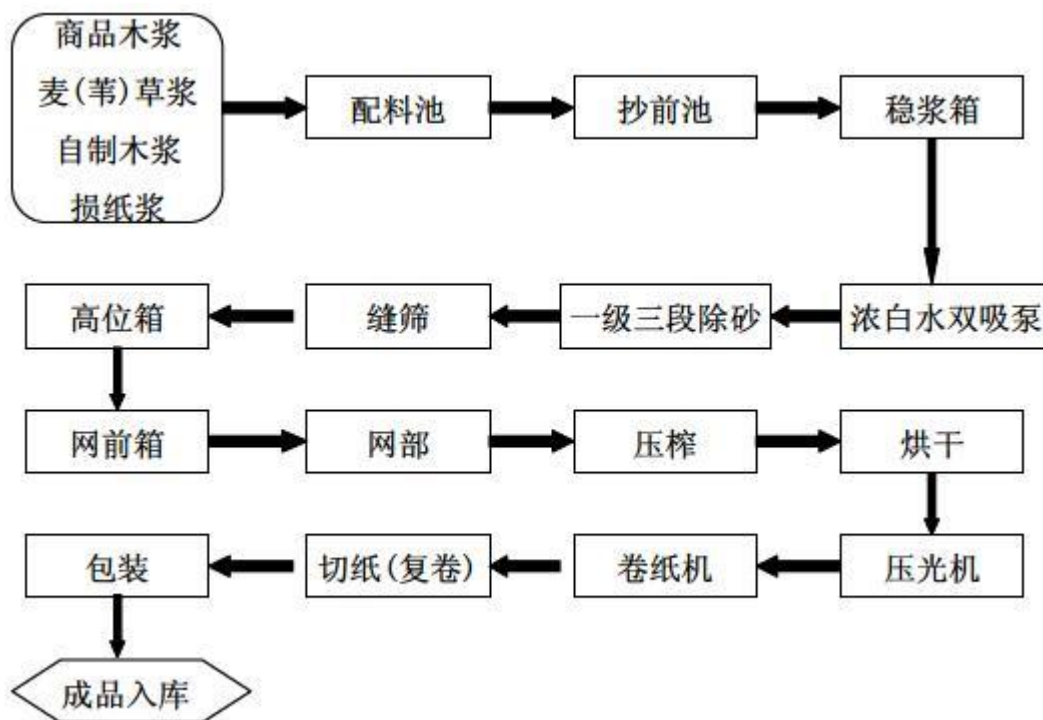 商品木浆
麦(苇)草浆
自制木浆
损纸浆
配料池
抄前池
稳浆箱
浓白水双吸泵
一级三段除砂
缝筛
高位箱
网前箱
网部
压榨
烘干
压光机
卷纸机
切纸(复卷)
包装
成品入库